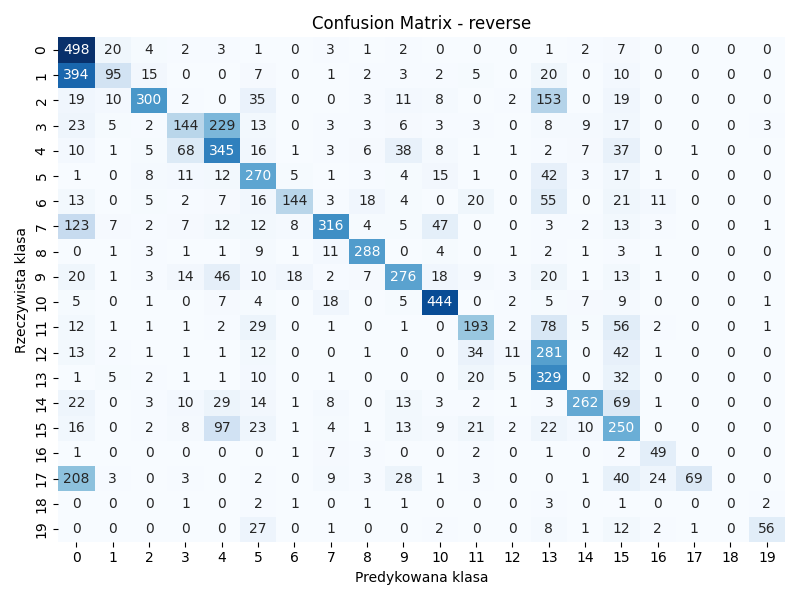 Confusion Matrix - reverse
0 498 20 4 2 3 1 0 3 1 2 0 0 0 1 2 7 0 0 0 0
1 394 95 15 0 0 7 0 1 2 3 2 5 0 20 0 10 0 0 0 0
2 19 10 300 2 0 35 0 0 3 11 8 0 2 153 0 19 0 0 0 0
3 23 5 2 144 229 13 0 3 3 6 3 3 0 8 9 17 0 0 0 3
4 10 1 5 68 345 16 1 3 6 38 8 1 1 2 7 37 0 1 0 0
5 1 0 8 11 12 270 5 1 3 4 15 1 0 42 3 17 1 0 0 0
6 13 0 5 2 7 16 144 3 18 4 0 20 0 55 0 21 11 0 0 0
7 123 7 2 7 12 12 8 316 4 5 47 0 0 3 2 13 3 0 0 1
8 0 1 3 1 1 9 1 11 288 0 4 0 1 2 1 3 1 0 0 0
9 20 1 3 14 46 10 18 2 7 276 18 9 3 20 1 13 1 0 0 0
10 5 0 1 0 7 4 0 18 0 5 444 0 2 5 7 9 0 0 0 1
11 12 1 1 1 2 29 0 1 0 1 0 193 2 78 5 56 2 0 0 1
12 13 2 1 1 1 12 0 0 1 0 0 34 11 281 0 42 1 0 0 0
13 1 5 2 1 1 10 0 1 0 0 0 20 5 329 0 32 0 0 0 0
14 22 0 3 10 29 14 1 8 0 13 3 2 1 3 262 69 1 0 0 0
15 16 0 2 8 97 23 1 4 1 13 9 21 2 22 10 250 0 0 0 0
16 1 0 0 0 0 0 1 7 3 0 0 2 0 1 0 2 49 0 0 0
17 208 3 0 3 0 2 0 9 3 28 1 3 0 0 1 40 24 69 0 0
18 0 0 0 1 0 2 1 0 1 1 0 0 0 3 0 1 0 0 0 2
19 0 0 0 0 0 27 0 1 0 0 2 0 0 8 1 12 2 1 0 56
0 1 2 3 4 5 6 7 8 9 10 11 12 13 14 15 16 17 18 19
Predykowana klasa
Rzeczywista klasa